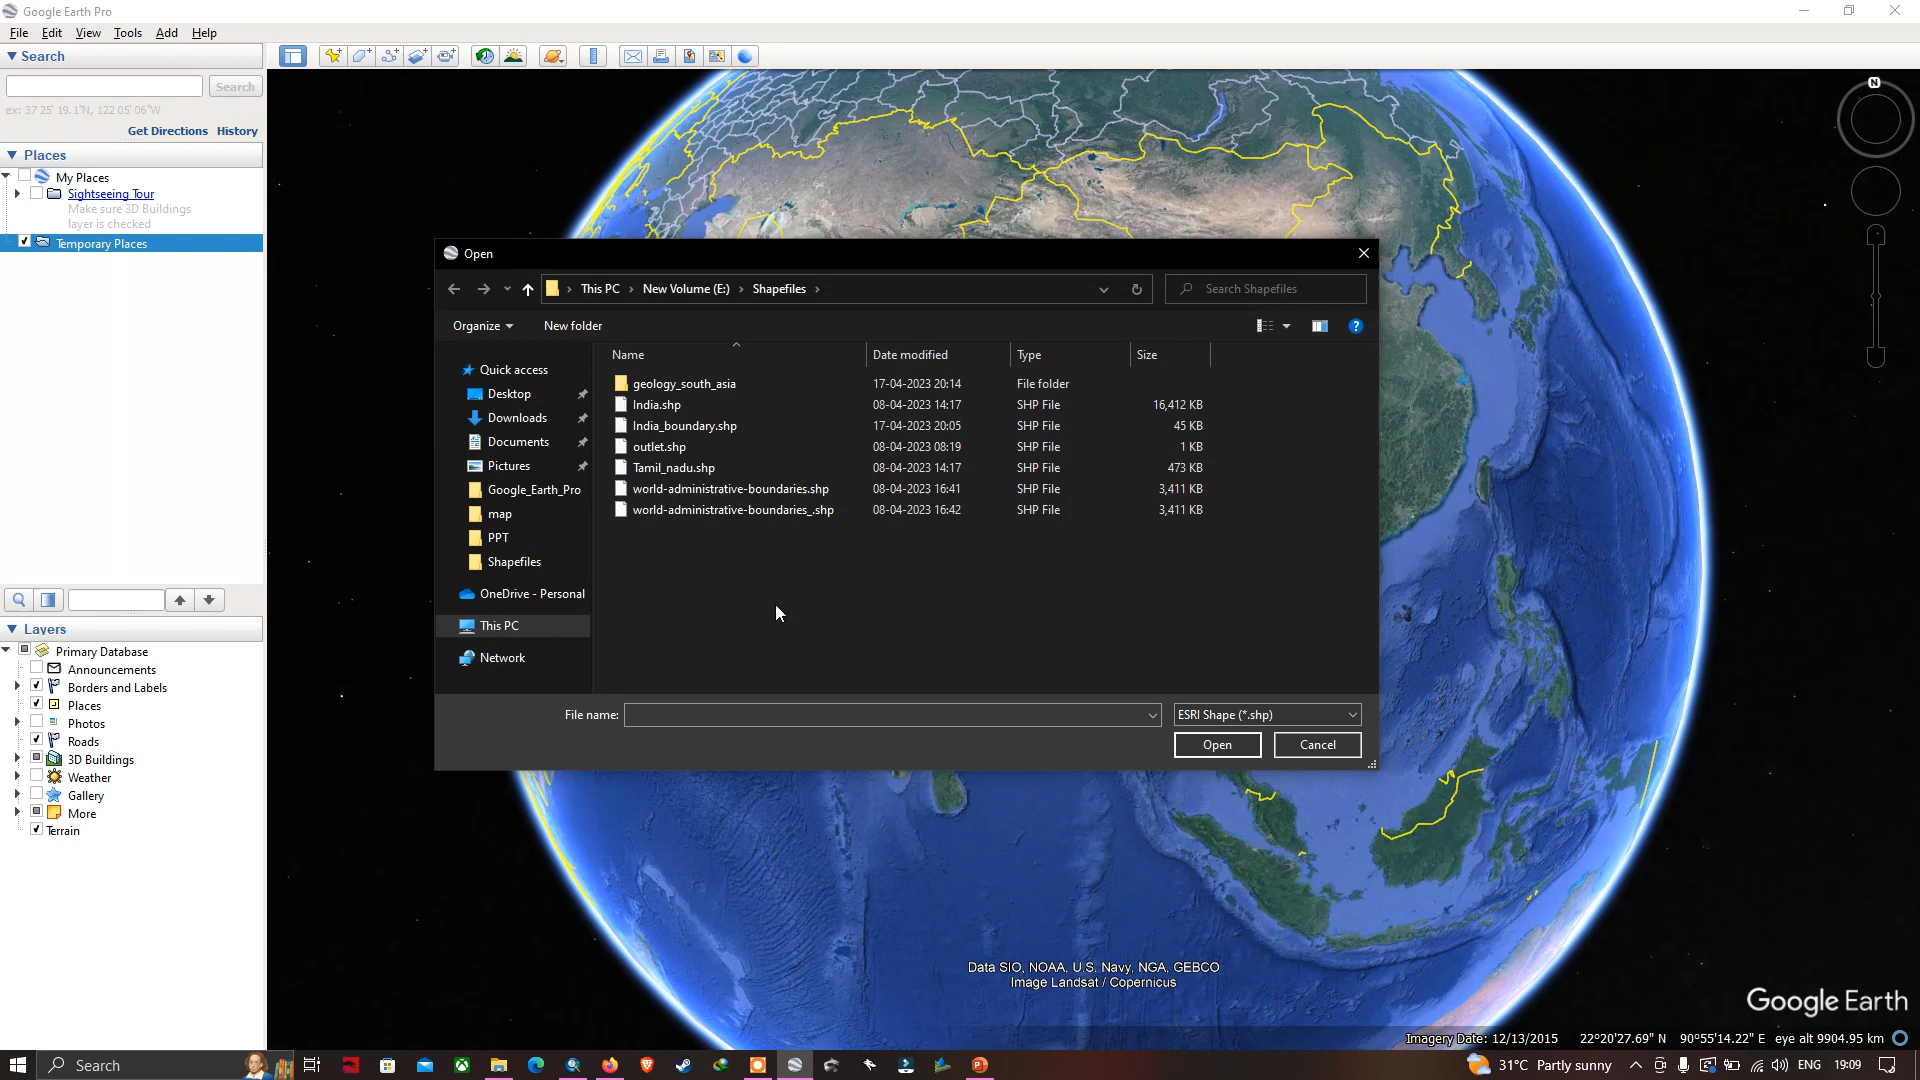 Google Earth Pro
File Edit View Tools Add Help
Search
Search
ex: 37 25' 19.1"N, 122 05' 06"W
Get Directions History
Places
My Places
Sightseeing Tour
Make sure 3D Buildings
layer is checked
Temporary Places
Layers
Primary Database
Announcements
Borders and Labels
Places
Photos
Roads
3D Buildings
Weather
Gallery
More
Terrain
N
Open
This PC › New Volume (E:) › Shapefiles ›
Search Shapefiles
Organize New folder
Quick access
Desktop
Downloads
Documents
Pictures
Google_Earth_Pro
map
PPT
Shapefiles
OneDrive - Personal
This PC
Network
Name Date modified Type Size
geology_south_asia 17-04-2023 20:14 File folder
India.shp 08-04-2023 14:17 SHP File 16,412 KB
India_boundary.shp 17-04-2023 20:05 SHP File 45 KB
outlet.shp 08-04-2023 08:19 SHP File 1 KB
Tamil_nadu.shp 08-04-2023 14:17 SHP File 473 KB
world-administrative-boundaries.shp 08-04-2023 16:41 SHP File 3,411 KB
world-administrative-boundaries_.shp 08-04-2023 16:42 SHP File 3,411 KB
File name: ESRI Shape (*.shp)
Open Cancel
Data SIO, NOAA, U.S. Navy, NGA, GEBCO
Image Landsat / Copernicus
Google Earth
Imagery Date: 12/13/2015 22°20'27.69" N 90°55'14.22" E eye alt 9904.95 km
Search
31°C Partly sunny ENG 19:09